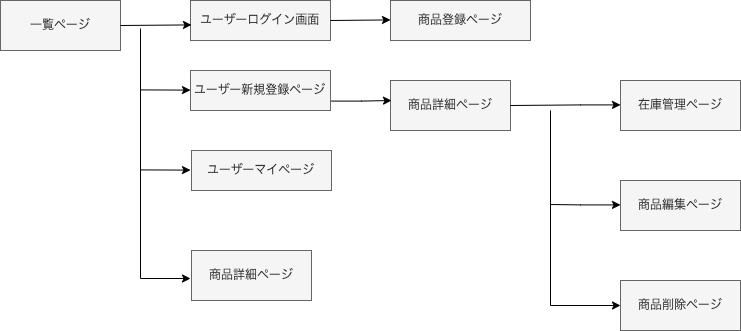 一覧ページ
ユーザーログイン画面
商品登録ページ
ユーザー新規登録ページ
商品詳細ページ
在庫管理ページ
ユーザーマイページ
商品編集ページ
商品詳細ページ
商品削除ページ